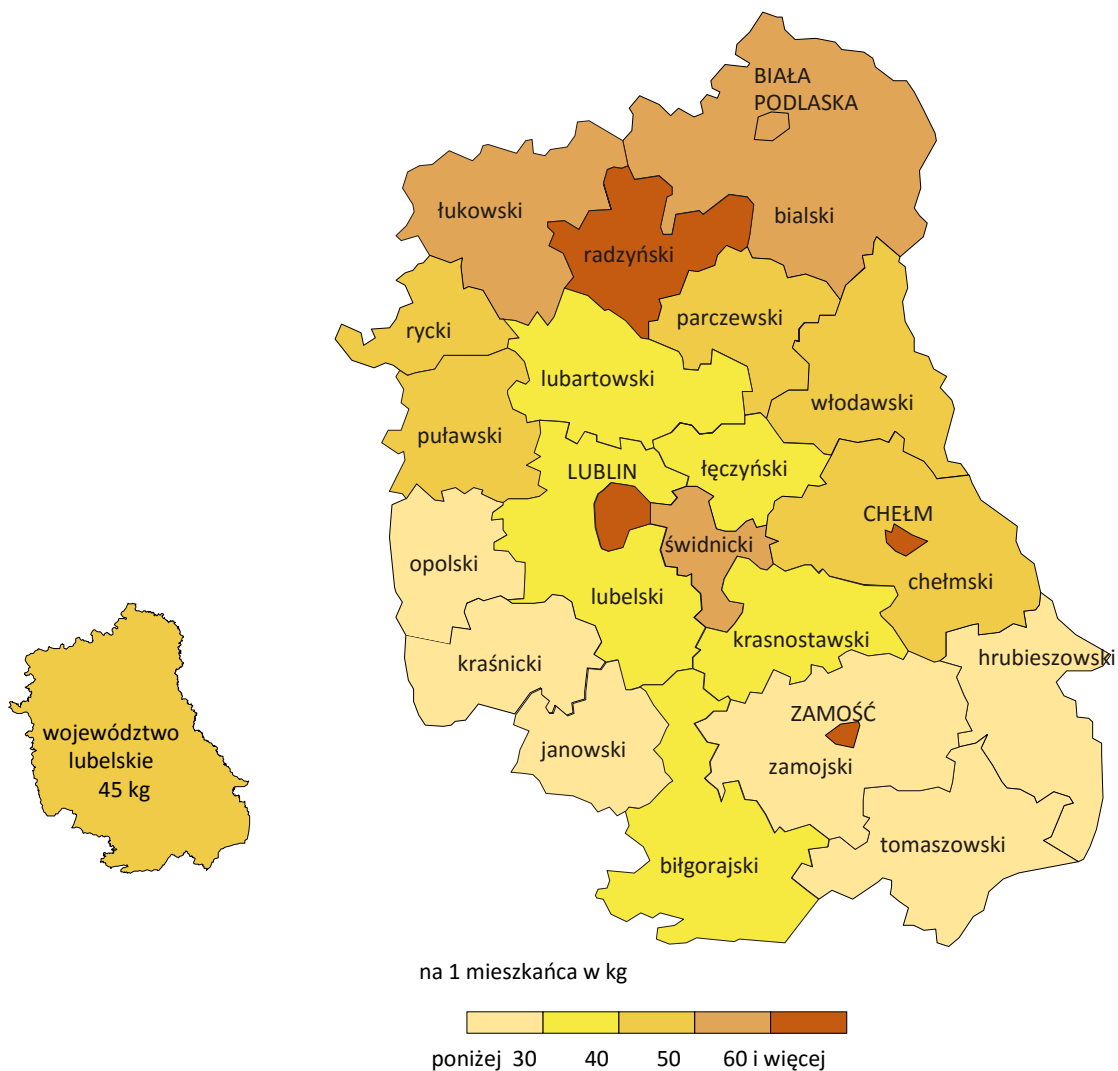 BIAŁA
PODLASKA
łukowski
bialski
radzyński
parczewski
rycki
lubartowski
włodawski
puławski
LUBLIN
łęczyński
CHEŁM
świdnicki
opolski
chełmski
lubelski
krasnostawski
hrubieszowski
kraśnicki
ZAMOŚĆ
janowski
zamojski
tomaszowski
biłgorajski
województwo
lubelskie
45 kg
na 1 mieszkańca w kg
poniżej 30 40 50 60 i więcej